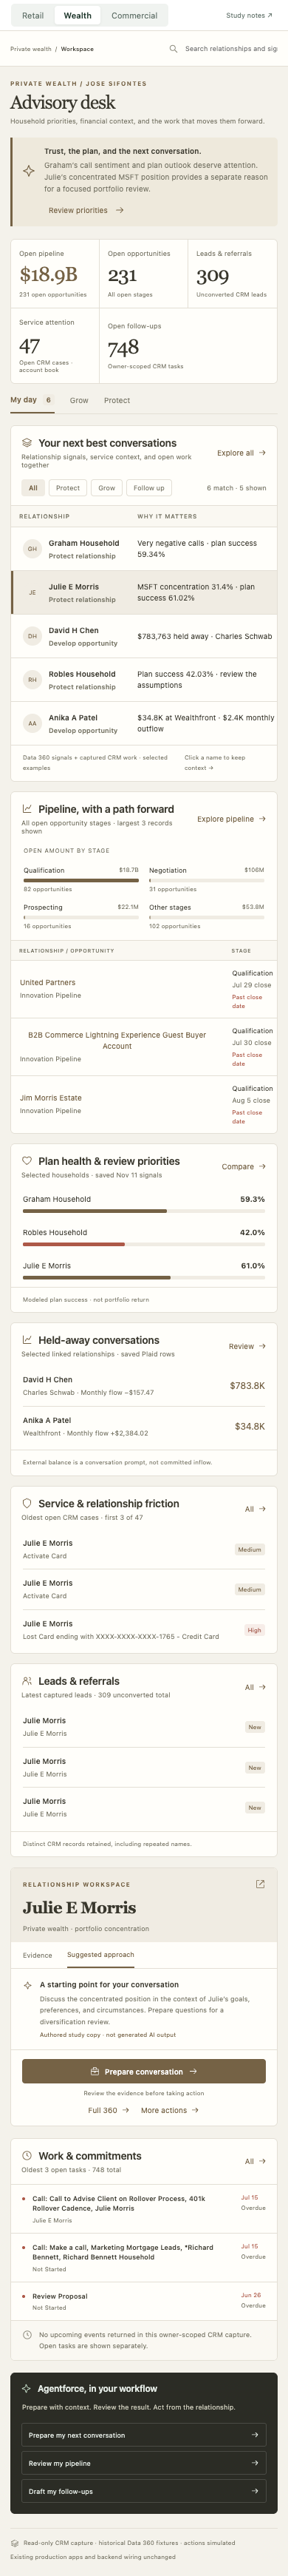 Retail Wealth Commercial Study notes ↗
Private wealth / Workspace Search relationships and sig
PRIVATE WEALTH / JOSE SIFONTES
Advisory desk
Household priorities, financial context, and the work that moves them forward.
Trust, the plan, and the next conversation.
Graham's call sentiment and plan outlook deserve attention.
Julie's concentrated MSFT position provides a separate reason
for a focused portfolio review.
Review priorities →
Open pipeline
$18.9B
231 open opportunities
Open opportunities
231
All open stages
Leads & referrals
309
Unconverted CRM leads
Service attention
47
Open CRM cases ·
account book
Open follow-ups
748
Owner-scoped CRM tasks
My day 6 Grow Protect
Your next best conversations
Relationship signals, service context, and open work
together
Explore all →
All Protect Grow Follow up 6 match · 5 shown
RELATIONSHIP WHY IT MATTERS
GH Graham Household
Protect relationship
Very negative calls · plan success
59.34%
JE Julie E Morris
Protect relationship
MSFT concentration 31.4% · plan
success 61.02%
DH David H Chen
Develop opportunity
$783,763 held away · Charles Schwab
RH Robles Household
Protect relationship
Plan success 42.03% · review the
assumptions
AA Anika A Patel
Develop opportunity
$34.8K at Wealthfront · $2.4K monthly
outflow
Data 360 signals + captured CRM work · selected
examples
Click a name to keep
context →
Pipeline, with a path forward
All open opportunity stages · largest 3 records
shown
Explore pipeline →
OPEN AMOUNT BY STAGE
Qualification $18.7B
82 opportunities
Negotiation $106M
31 opportunities
Prospecting $22.1M
16 opportunities
Other stages $53.8M
102 opportunities
RELATIONSHIP / OPPORTUNITY STAGE
United Partners
Innovation Pipeline
Qualification
Jul 29 close
Past close
date
B2B Commerce Lightning Experience Guest Buyer
Account
Innovation Pipeline
Qualification
Jul 30 close
Past close
date
Jim Morris Estate
Innovation Pipeline
Qualification
Aug 5 close
Past close
date
Plan health & review priorities
Selected households · saved Nov 11 signals
Compare →
Graham Household 59.3%
Robles Household 42.0%
Julie E Morris 61.0%
Modeled plan success · not portfolio return
Held-away conversations
Selected linked relationships · saved Plaid rows
Review →
David H Chen
Charles Schwab · Monthly flow −$157.47
$783.8K
Anika A Patel
Wealthfront · Monthly flow +$2,384.02
$34.8K
External balance is a conversation prompt, not committed inflow.
Service & relationship friction
Oldest open CRM cases · first 3 of 47
All →
Julie E Morris
Activate Card
Medium
Julie E Morris
Activate Card
Medium
Julie E Morris
Lost Card ending with XXXX-XXXX-XXXX-1765 - Credit Card
High
Leads & referrals
Latest captured leads · 309 unconverted total
All →
Julie Morris
Julie E Morris
New
Julie Morris
Julie E Morris
New
Julie Morris
Julie E Morris
New
Distinct CRM records retained, including repeated names.
RELATIONSHIP WORKSPACE
Julie E Morris
Private wealth · portfolio concentration
Evidence Suggested approach
A starting point for your conversation
Discuss the concentrated position in the context of Julie's goals,
preferences, and circumstances. Prepare questions for a
diversification review.
Authored study copy · not generated AI output
Prepare conversation →
Review the evidence before taking action
Full 360 → More actions →
Work & commitments
Oldest 3 open tasks · 748 total
All →
Call: Call to Advise Client on Rollover Process, 401k
Rollover Cadence, Julie Morris
Julie E Morris
Jul 15
Overdue
Call: Make a call, Marketing Mortgage Leads, *Richard
Bennett, Richard Bennett Household
Not Started
Jul 15
Overdue
Review Proposal
Not Started
Jun 26
Overdue
No upcoming events returned in this owner-scoped CRM capture.
Open tasks are shown separately.
Agentforce, in your workflow
Prepare with context. Review the result. Act from the relationship.
Prepare my next conversation →
Review my pipeline →
Draft my follow-ups →
Read-only CRM capture · historical Data 360 fixtures · actions simulated
Existing production apps and backend wiring unchanged